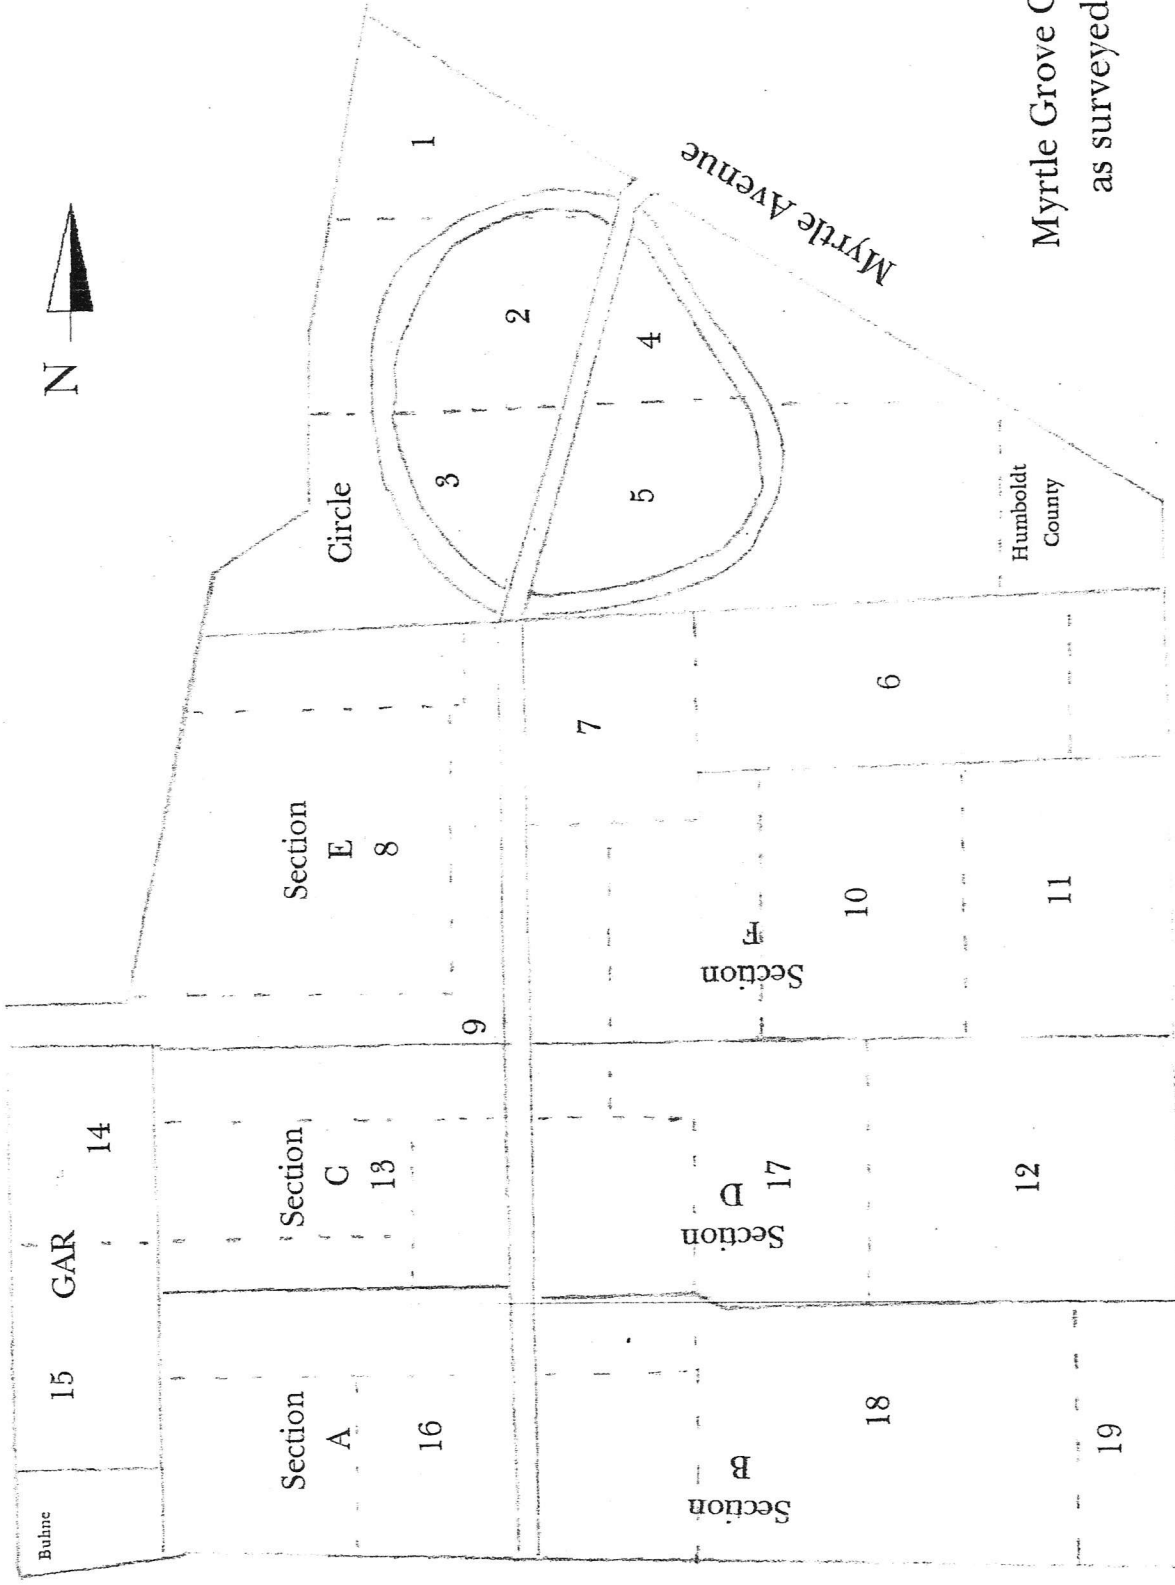 N
1
Myrtle Avenue
Myrtle Grove
as surveyed
2
4
3
5
Circle
Humboldt
County
6
7
Section
E
8
Section
F
10
11
9
14
Section
C
13
Section
D
17
12
GAR
15
Section
A
16
Section
B
18
19
Buhne